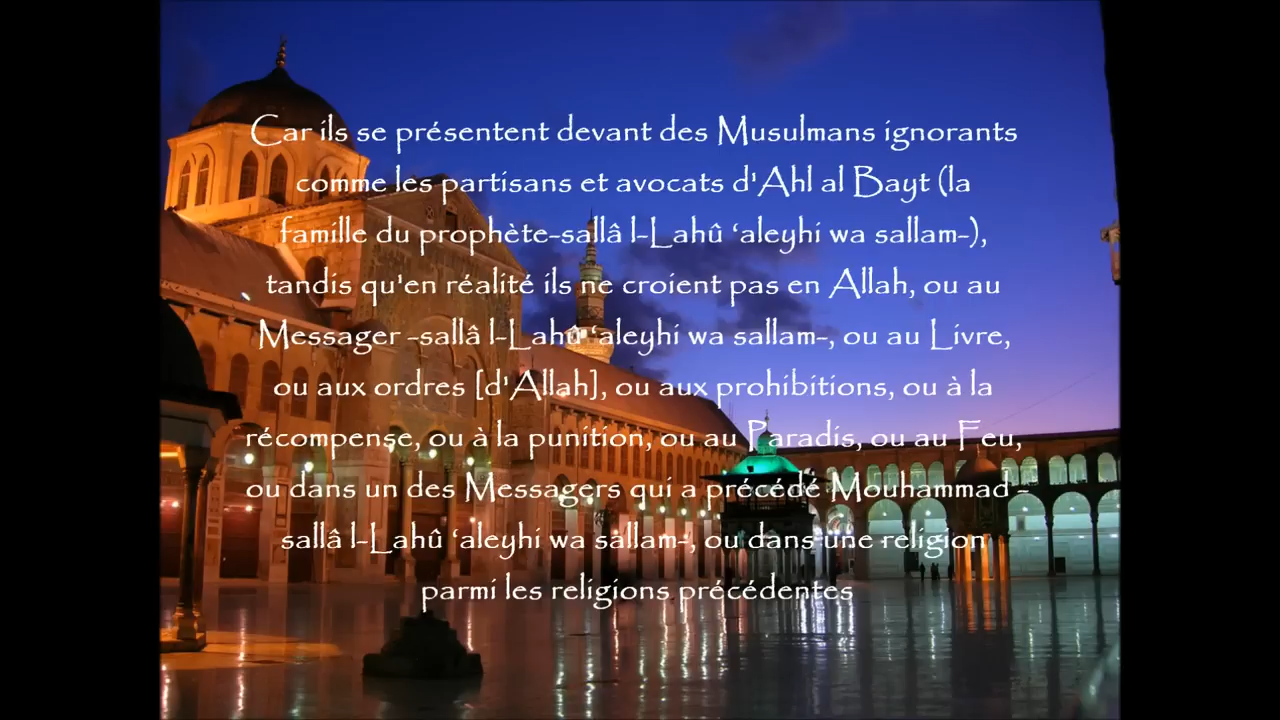 Car ils se présentent devant des Musulmans ignorants
comme les partisans et avocats d'Ahl al Bayt (la
famille du prophète-sallâ l-Lahû ‘aleyhi wa sallam-),
tandis qu'en réalité ils ne croient pas en Allah, ou au
Messager -sallâ l-Lahû ‘aleyhi wa sallam-, ou au Livre,
ou aux ordres [d'Allah], ou aux prohibitions, ou à la
récompense, ou à la punition, ou au Paradis, ou au Feu,
ou dans un des Messagers qui a précédé Mouhammad -
sallâ l-Lahû ‘aleyhi wa sallam-, ou dans une religion
parmi les religions précédentes